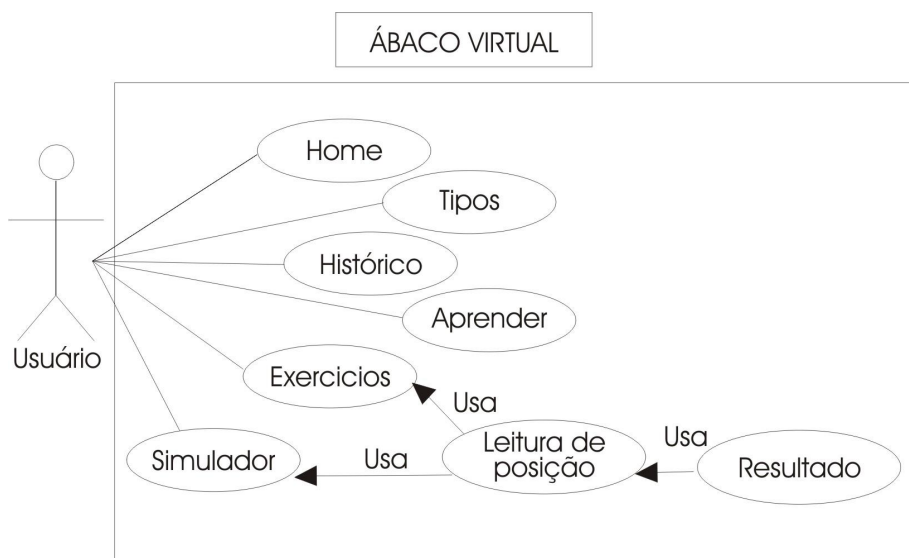 ÁBACO VIRTUAL
Home
Tipos
Histórico
Aprender
Usuário
Exercicios
Usa
Simulador
Usa
Leitura de
posição
Usa
Resultado